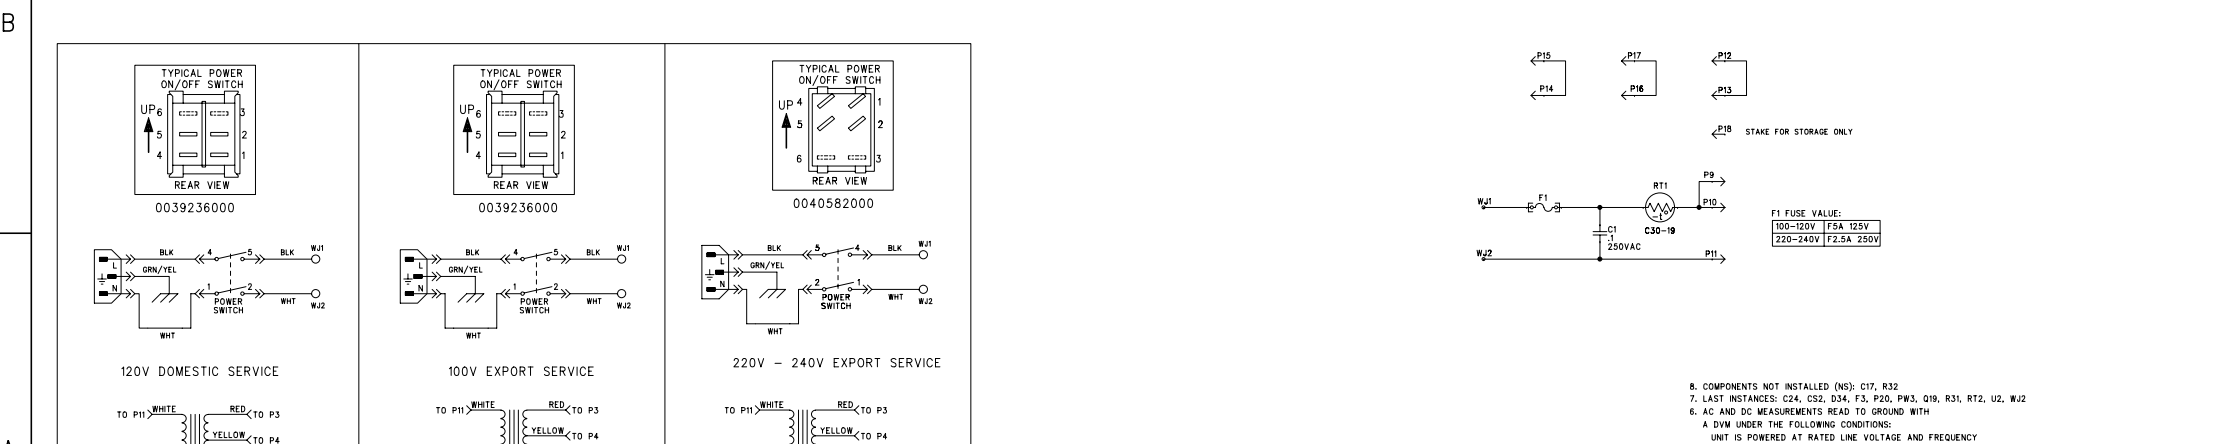 B
TYPICAL POWER
ON/OFF SWITCH
UP
6 3
5 2
4 1
REAR VIEW
0039236000
TYPICAL POWER
ON/OFF SWITCH
UP
6 3
5 2
4 1
REAR VIEW
0039236000
TYPICAL POWER
ON/OFF SWITCH
UP
4 1
5 2
6 3
REAR VIEW
0040582000
BLK 4 5 BLK WJ1
L
GRN/YEL
N 1 2 WHT WJ2
POWER
SWITCH
WHT
120V DOMESTIC SERVICE
BLK 4 5 BLK WJ1
L
GRN/YEL
N 1 2 WHT WJ2
POWER
SWITCH
WHT
100V EXPORT SERVICE
BLK 5 4 BLK WJ1
L
GRN/YEL
N 2 1 WHT WJ2
POWER
SWITCH
WHT
220V - 240V EXPORT SERVICE
TO P11 WHITE RED TO P3
YELLOW TO P4
TO P11 WHITE RED TO P3
YELLOW TO P4
TO P11 WHITE RED TO P3
YELLOW TO P4
P15 P17 P12
P14 P16 P13
P18 STAKE FOR STORAGE ONLY
WJ1 F1 RT1 P9
P10
-t°
C30-19
C1
.1
250VAC
WJ2 P11
F1 FUSE VALUE:
100-120V F5A 125V
220-240V F2.5A 250V
8. COMPONENTS NOT INSTALLED (NS): C17, R32
7. LAST INSTANCES: C24, CS2, D34, F3, P20, PW3, Q19, R31, RT2, U2, WJ2
6. AC AND DC MEASUREMENTS READ TO GROUND WITH
A DVM UNDER THE FOLLOWING CONDITIONS:
UNIT IS POWERED AT RATED LINE VOLTAGE AND FREQUENCY